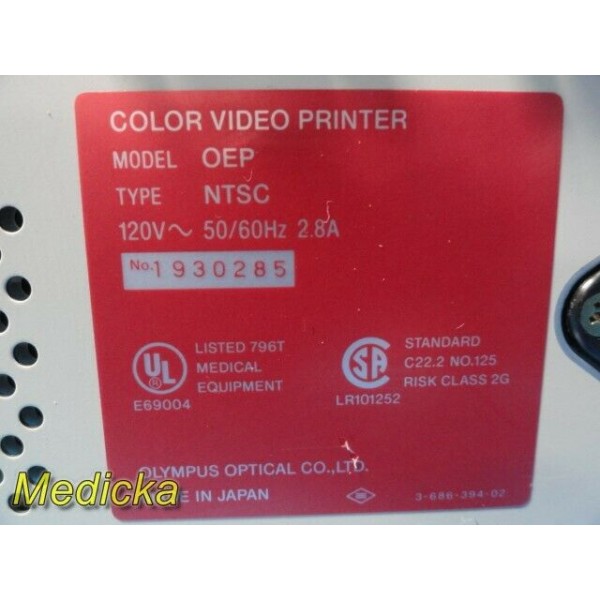 COLOR VIDEO PRINTER
MODEL OEP
TYPE NTSC
120V~ 50/60Hz 2.8A
No. 1930285
UL
LISTED 796T
MEDICAL
EQUIPMENT
E69004
SA
STANDARD
C22.2 NO.125
RISK CLASS 2G
LR101252
OLYMPUS OPTICAL CO.,LTD.
Medicka
E IN JAPAN
3-686-394-02